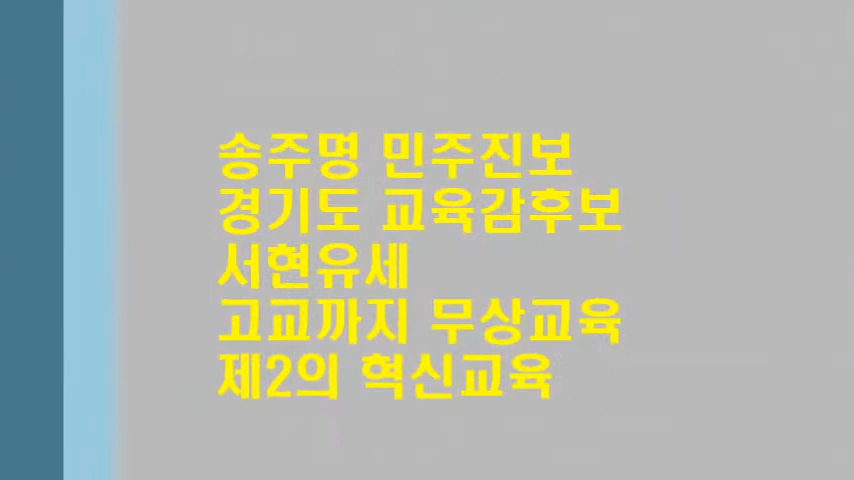 송주명 민주진보
경기도 교육감후보
서현유세
고교까지 무상교육
제2의 혁신교육